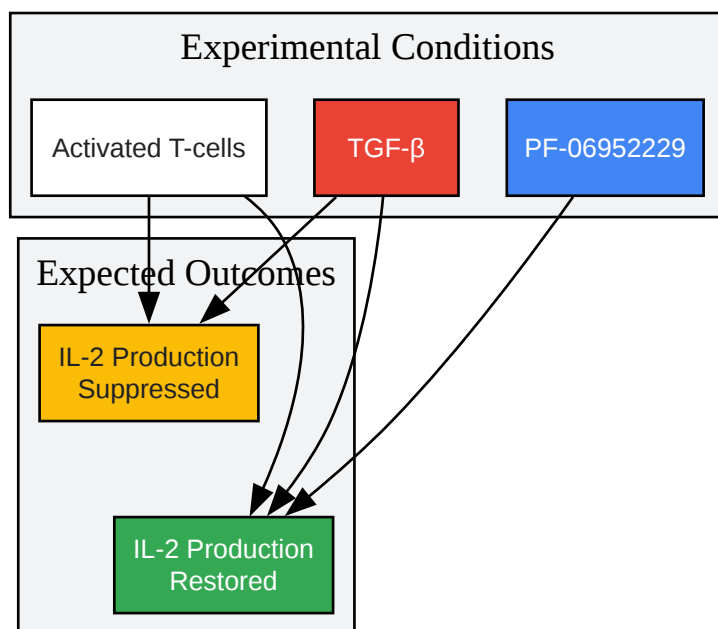 Experimental Conditions
Activated T-cells
TGF-β
PF-06952229
Expected Outcomes
IL-2 Production
Suppressed
IL-2 Production
Restored